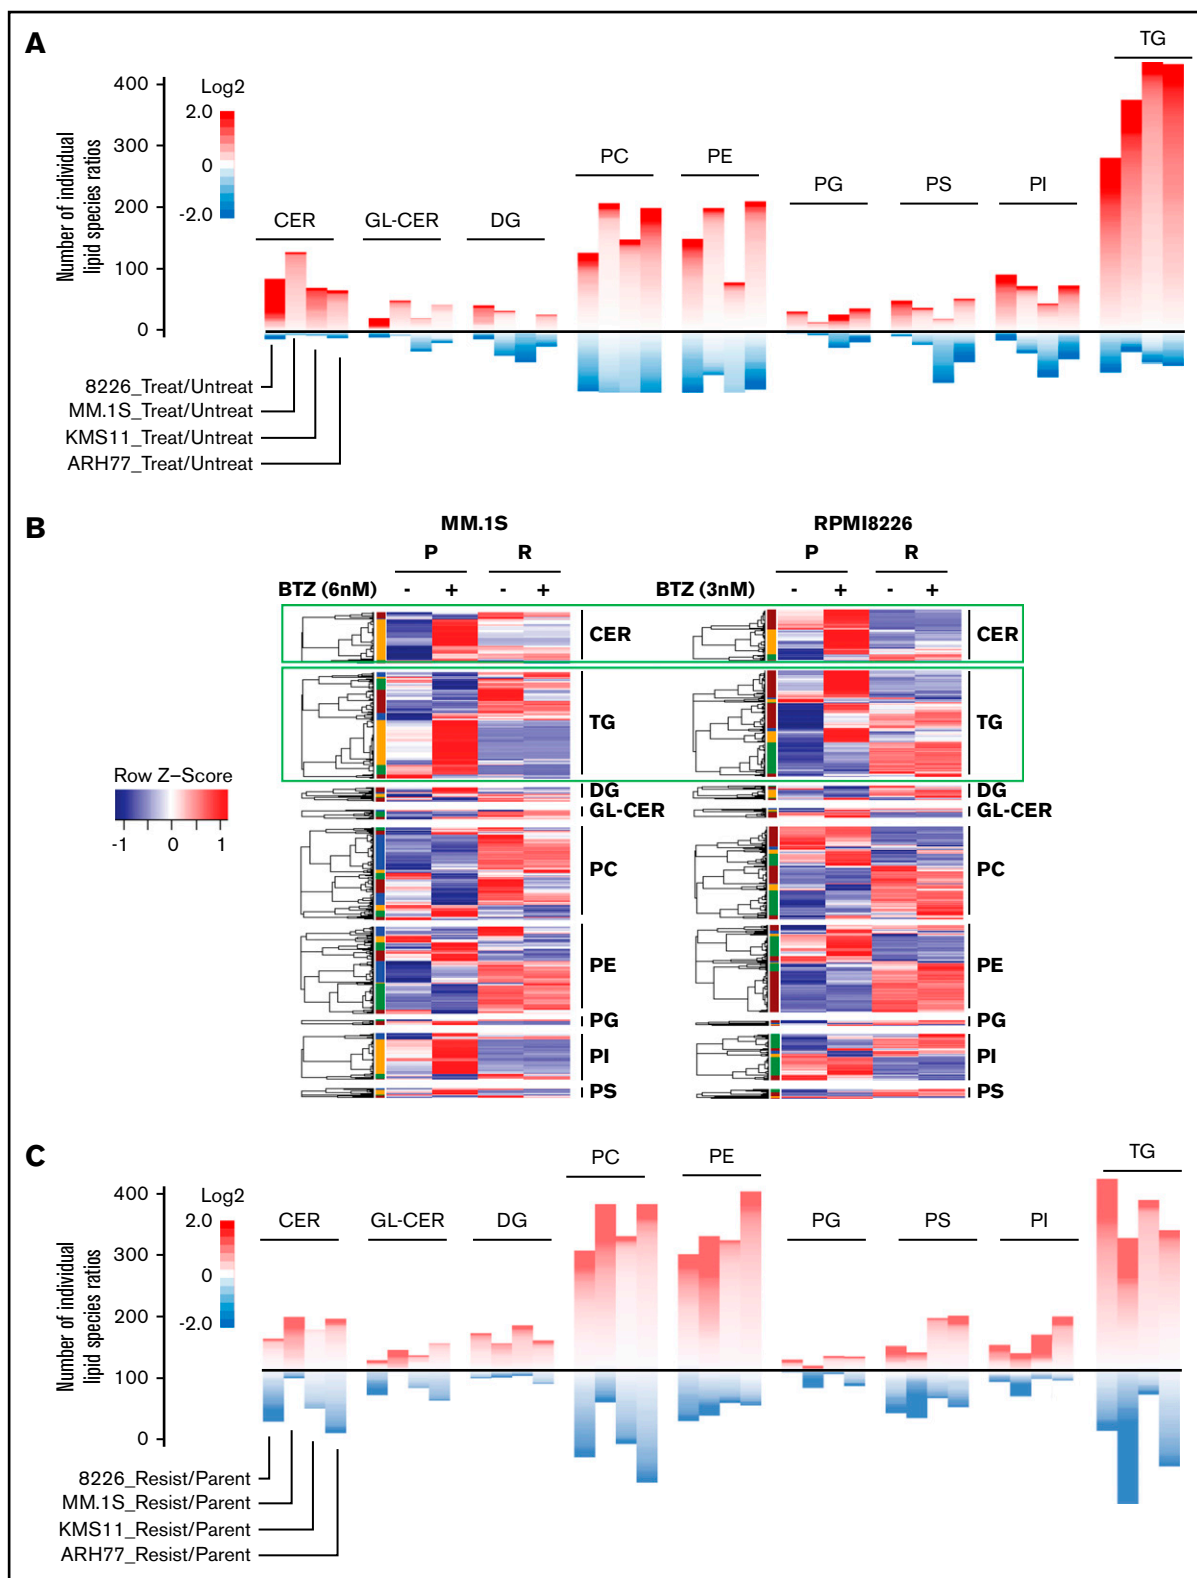 A
TG
Log2
400
2.0
300
0
PC
PE
200
-2.0
PG
PS
PI
CER
GL-CER
DG
100
0
Number of individual
lipid species ratios
8226_Treat/Untreat
MM.1S_Treat/Untreat
KMS11_Treat/Untreat
ARH77_Treat/Untreat
B
MM.1S
RPMI8226
P
R
P
R
BTZ (6nM)
-
+
BTZ (3nM)
-
+
-
+
-
+
CER
CER
TG
TG
Row Z–Score
-1
0
1
DG
GL-CER
DG
GL-CER
PC
PC
PE
PE
PG
PG
PI
PI
PS
PS
C
PC
PE
TG
Log2
400
2.0
CER
GL-CER
DG
PG
PS
PI
300
0
200
-2.0
100
0
Number of individual
lipid species ratios
8226_Resist/Parent
MM.1S_Resist/Parent
KMS11_Resist/Parent
ARH77_Resist/Parent